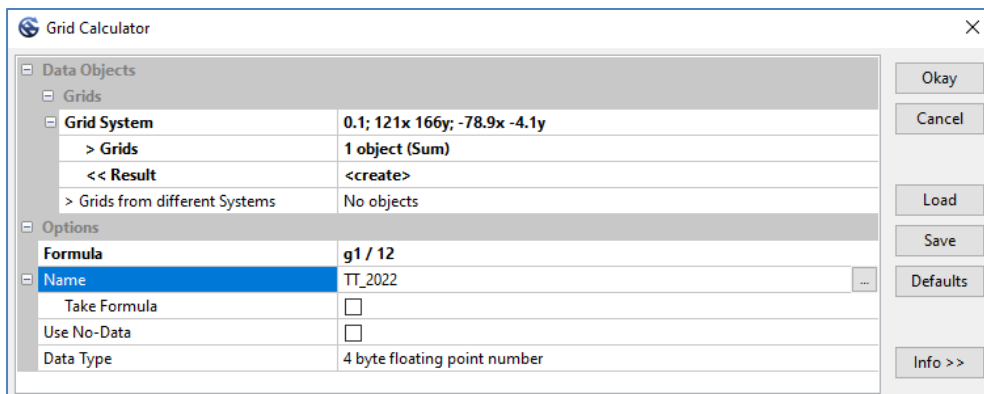 Grid Calculator
Data Objects
Grids
Grid System 0.1; 121x 166y; -78.9x -4.1y
> Grids 1 object (Sum)
<< Result <create>
> Grids from different Systems No objects
Options
Formula g1 / 12
Name TT_2022 ...
Take Formula
Use No-Data
Data Type 4 byte floating point number
Okay
Cancel
Load
Save
Defaults
Info >>